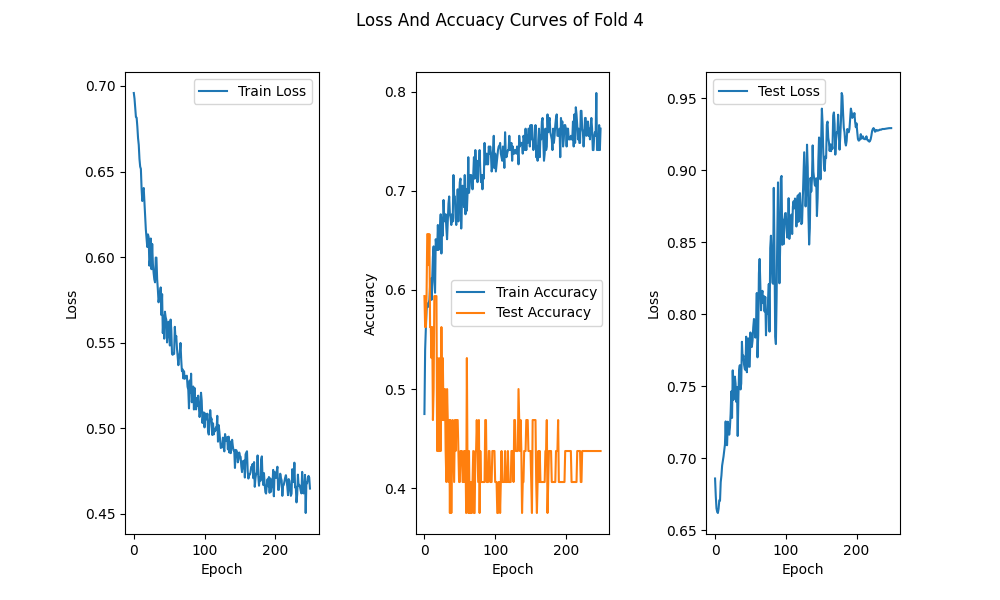 Loss And Accuacy Curves of Fold 4
Loss
0.70
0.65
0.60
0.55
0.50
0.45
Train Loss
0 100 200
Epoch
Accuracy
0.8
0.7
0.6
0.5
0.4
Train Accuracy
Test Accuracy
0 100 200
Epoch
Loss
0.95
0.90
0.85
0.80
0.75
0.70
0.65
Test Loss
0 100 200
Epoch